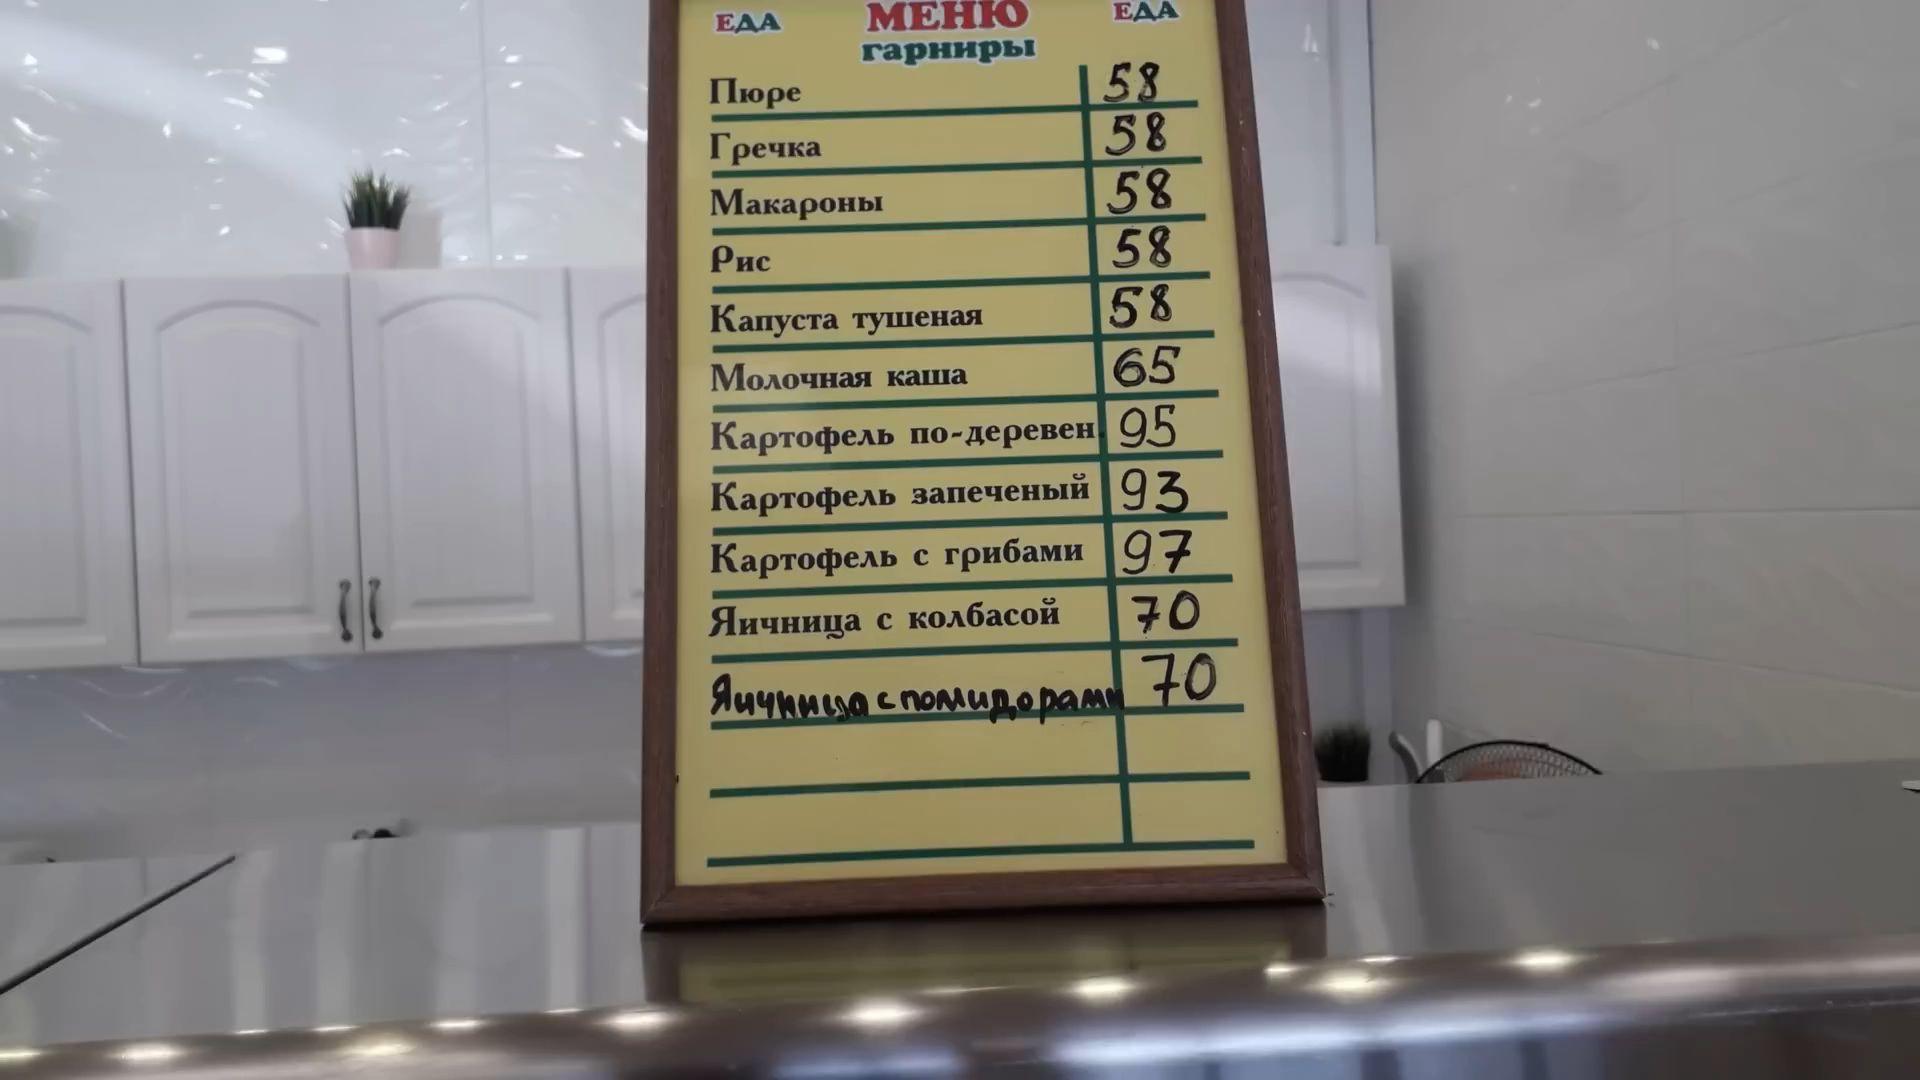 ЕДА МЕНЮ ЕДА
гарниры
Пюре 58
Гречка 58
Макароны 58
Рис 58
Капуста тушеная 58
Молочная каша 65
Картофель по-деревен. 95
Картофель запеченый 93
Картофель с грибами 97
Яичница с колбасой 70
Яичница с помидорами 70